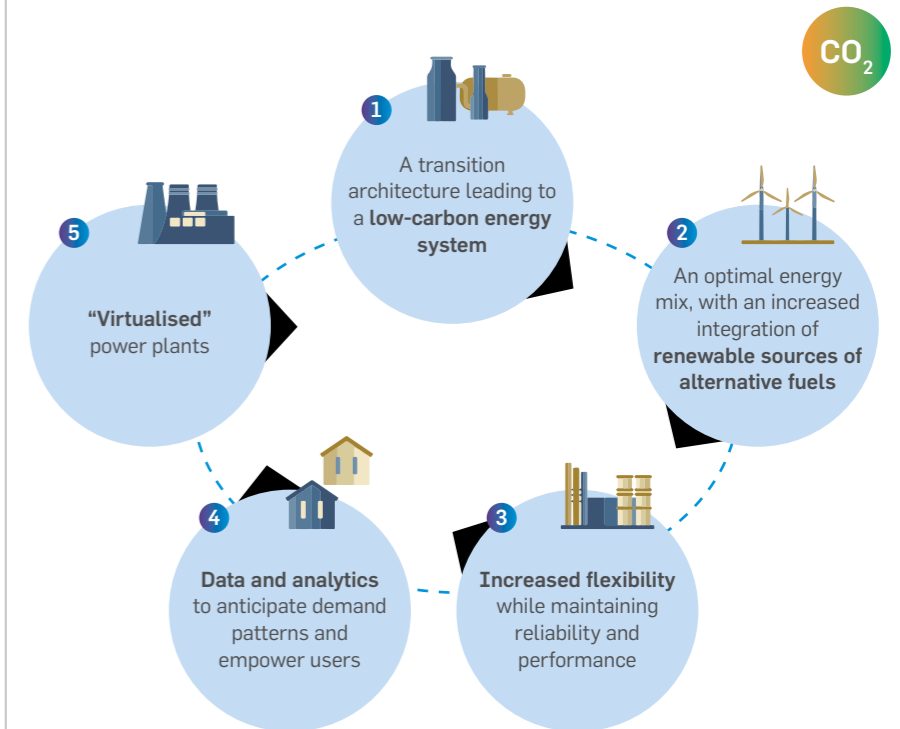 CO₂
1
A transition
architecture leading to
a low-carbon energy
system
2
An optimal energy
mix, with an increased
integration of
renewable sources of
alternative fuels
3
Increased flexibility
while maintaining
reliability and
performance
4
Data and analytics
to anticipate demand
patterns and
empower users
5
“Virtualised”
power plants